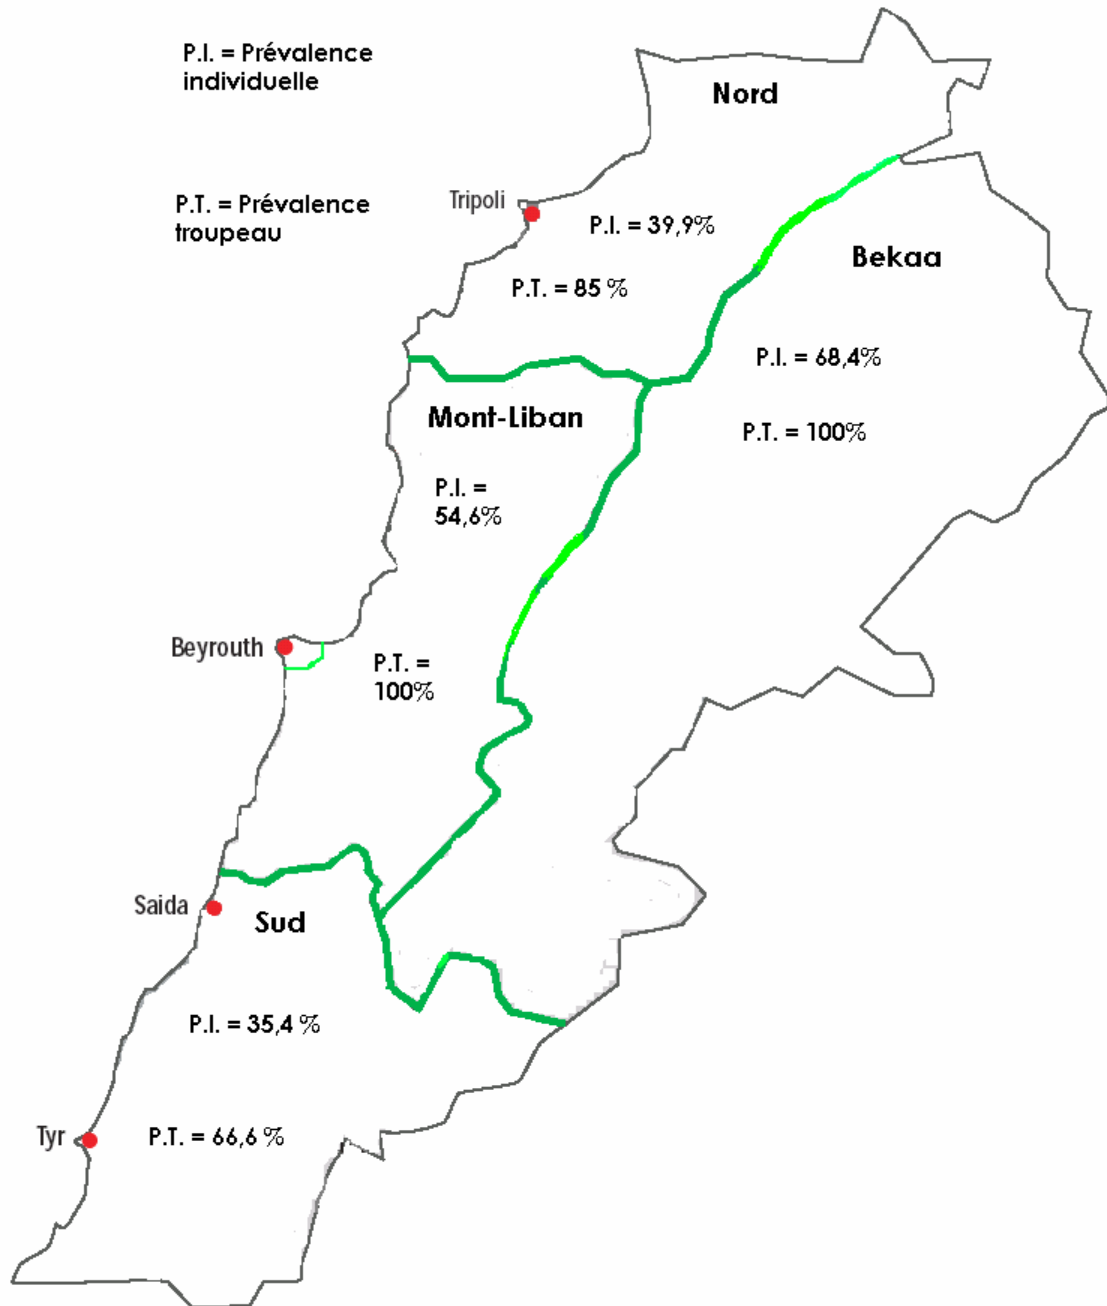 P.I. = Prévalence
individuelle
Nord
P.T. = Prévalence
troupeau
Tripoli
P.I. = 39,9%
Bekaa
P.T. = 85 %
P.I. = 68,4%
Mont-Liban
P.T. = 100%
P.I. =
54,6%
Beyrouth
P.T. =
100%
Saida
Sud
P.I. = 35,4 %
Tyr
P.T. = 66,6 %